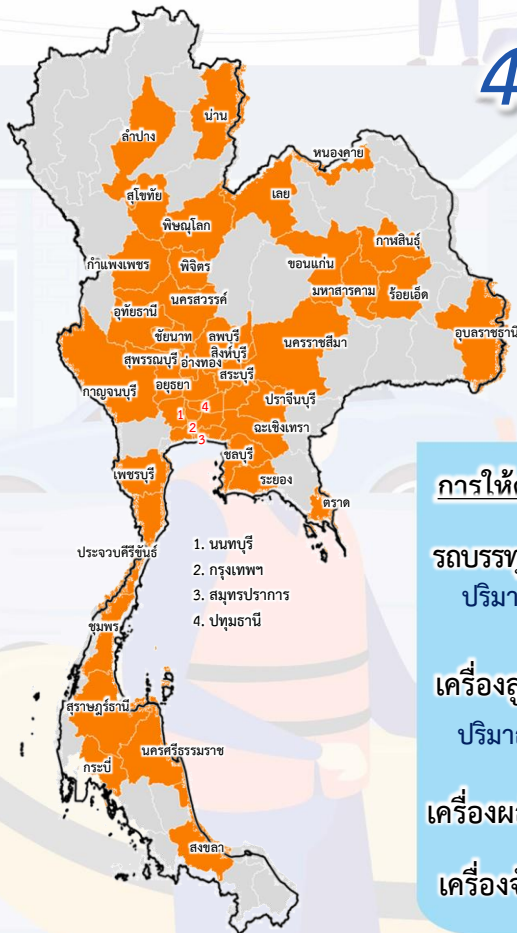 4
น่าน
ลำปาง
หนองคาย
สุโขทัย
เลย
พิษณุโลก
กาฬสินธุ์
กำแพงเพชร
พิจิตร
ขอนแก่น
มหาสารคาม
ร้อยเอ็ด
นครสวรรค์
อุทัยธานี
อุบลราชธานี
ชัยนาท
ลพบุรี
นครราชสีมา
สิงห์บุรี
สุพรรณบุรี
อ่างทอง
สระบุรี
กาญจนบุรี
อยุธยา
ปราจีนบุรี
1
4
2
ฉะเชิงเทรา
3
ชลบุรี
เพชรบุรี
ระยอง
ตราด
ประจวบคีรีขันธ์
1. นนทบุรี
2. กรุงเทพฯ
3. สมุทรปราการ
4. ปทุมธานี
ชุมพร
สุราษฎร์ธานี
นครศรีธรรมราช
กระบี่
สงขลา
การให้
รถบรรทุ
ปริมา
เครื่องสู
ปริมา
เครื่องผ
เครื่องจั